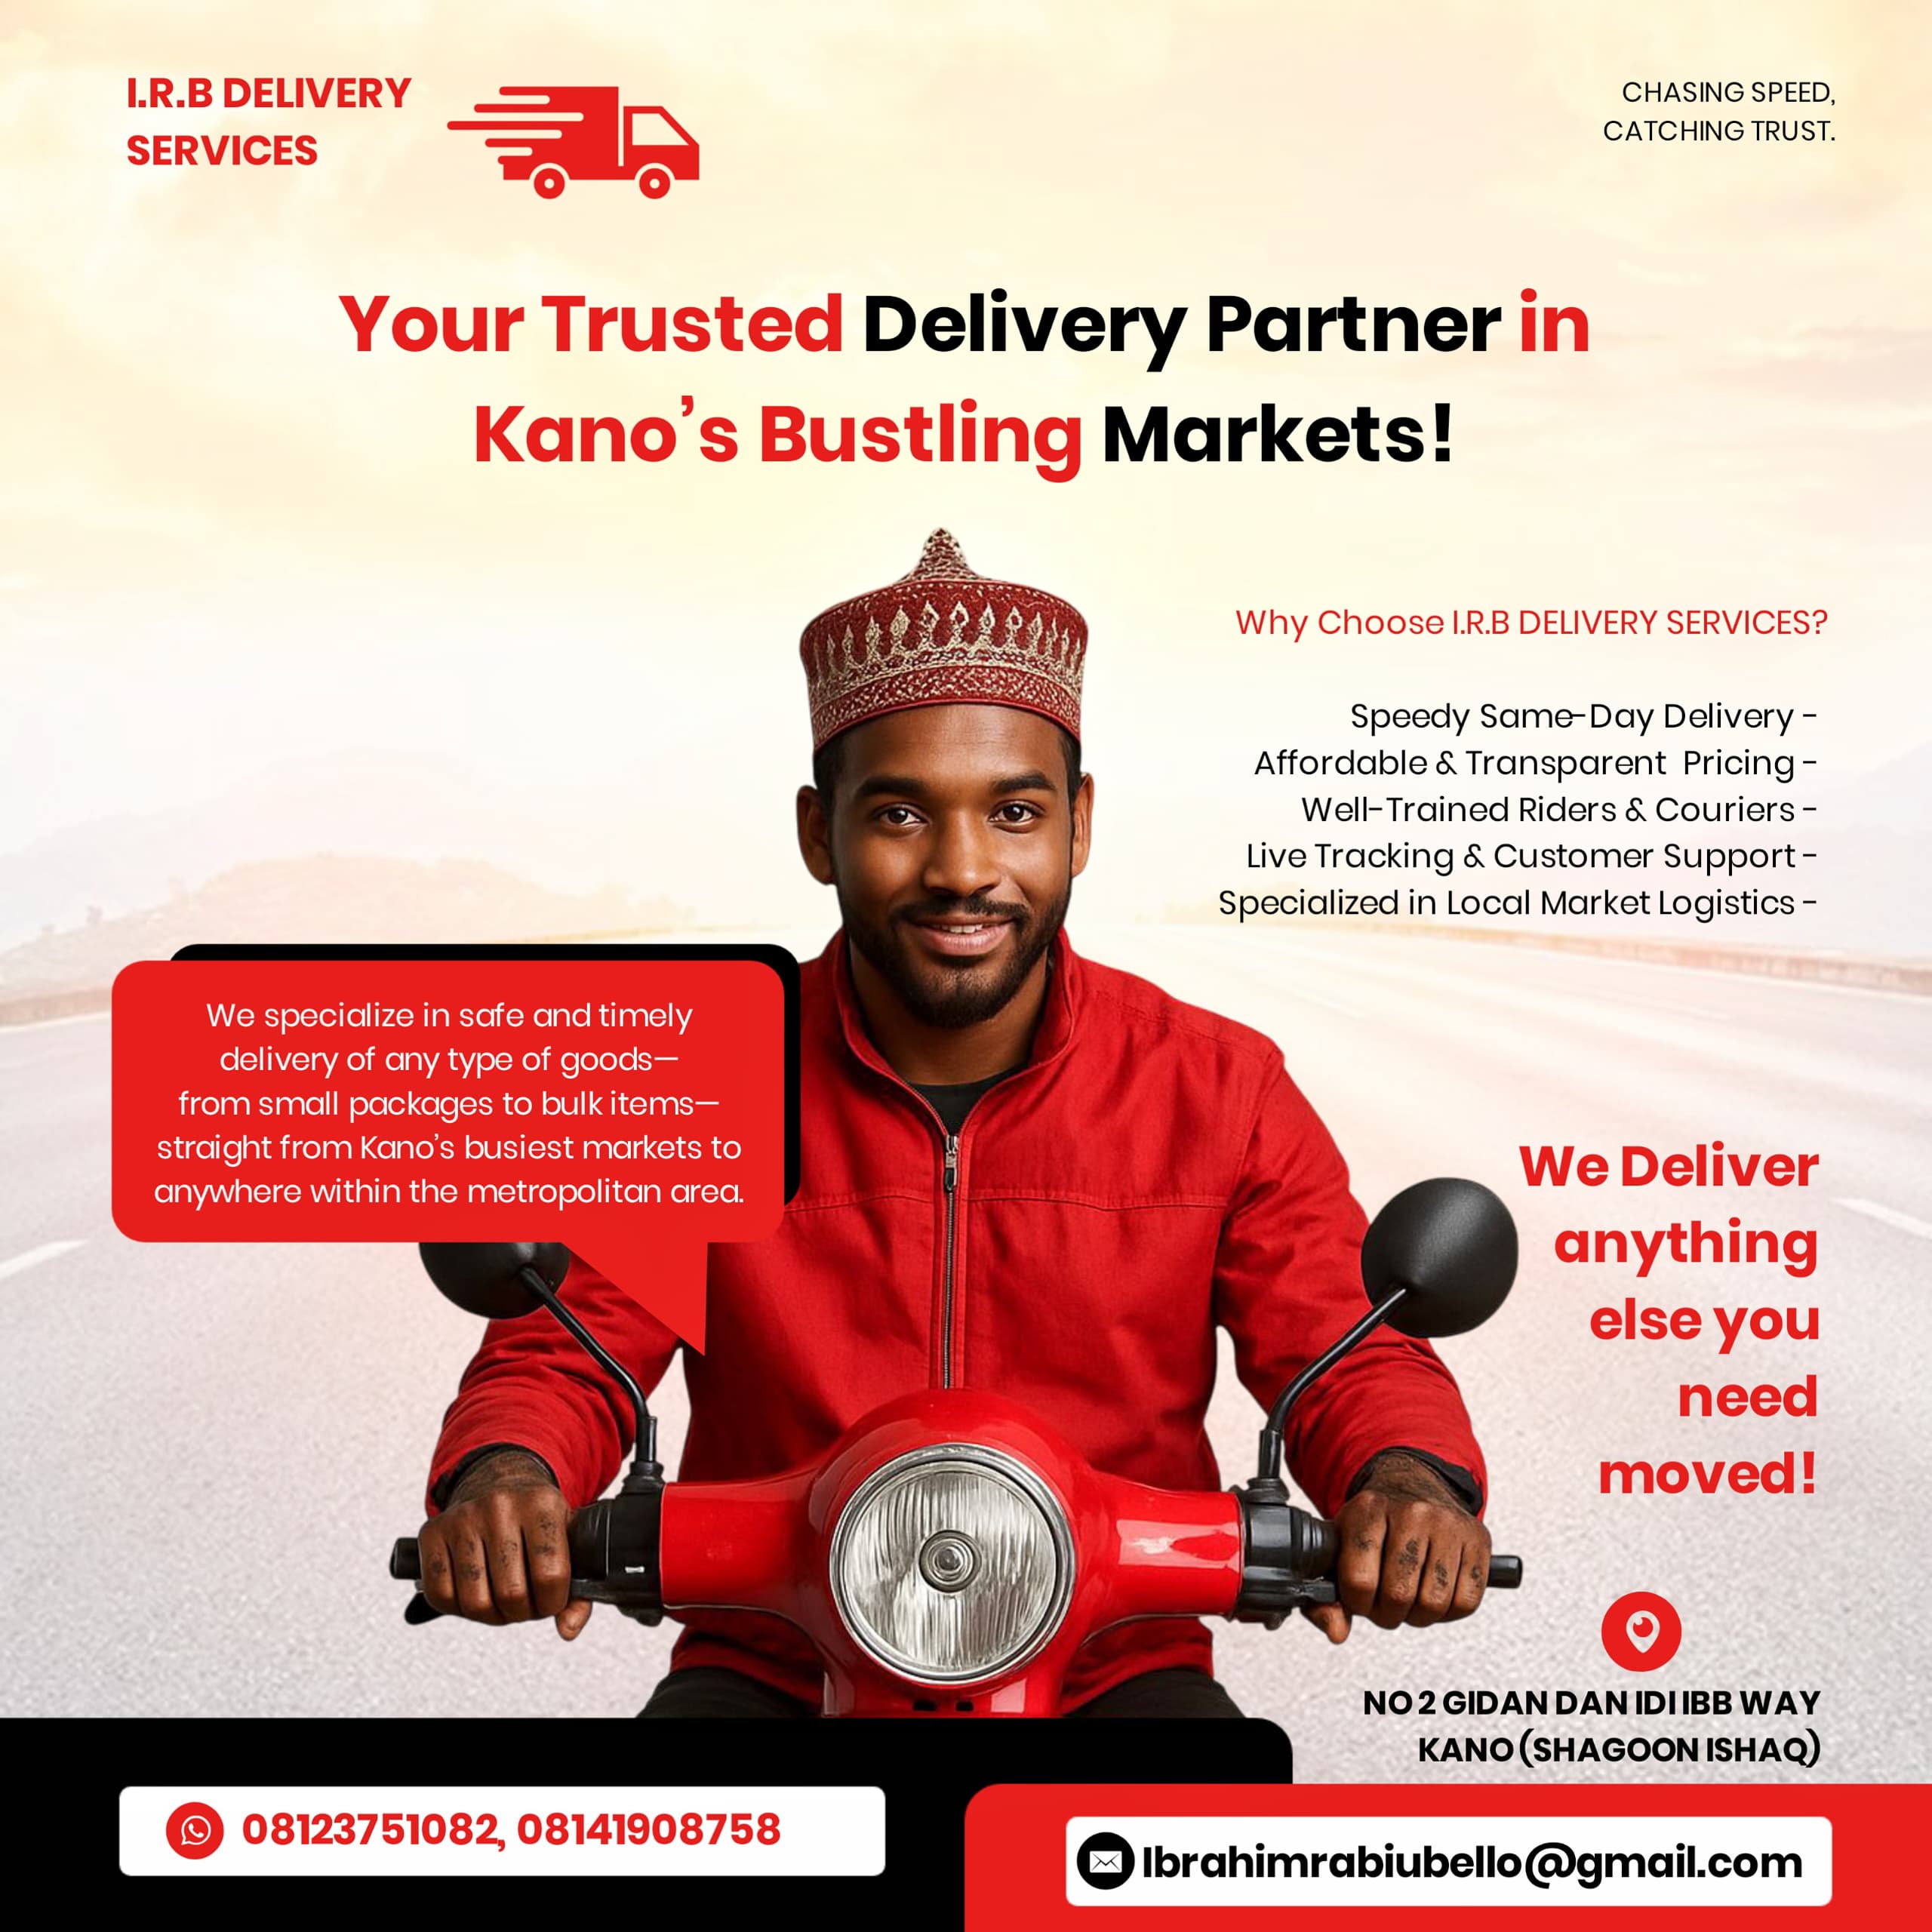 I.R.B DELIVERY
SERVICES
CHASING SPEED,
CATCHING TRUST.
Your Trusted Delivery Partner in
Kano’s Bustling Markets!
Why Choose I.R.B DELIVERY SERVICES?
Speedy Same-Day Delivery -
Affordable & Transparent Pricing -
Well-Trained Riders & Couriers -
Live Tracking & Customer Support -
Specialized in Local Market Logistics -
We specialize in safe and timely
delivery of any type of goods—
from small packages to bulk items—
straight from Kano’s busiest markets to
anywhere within the metropolitan area.
We Deliver
anything
else you
need
moved!
NO 2 GIDAN DAN IDI IBB WAY
KANO (SHAGOON ISHAQ)
08123751082, 08141908758
Ibrahimrabiubello@gmail.com